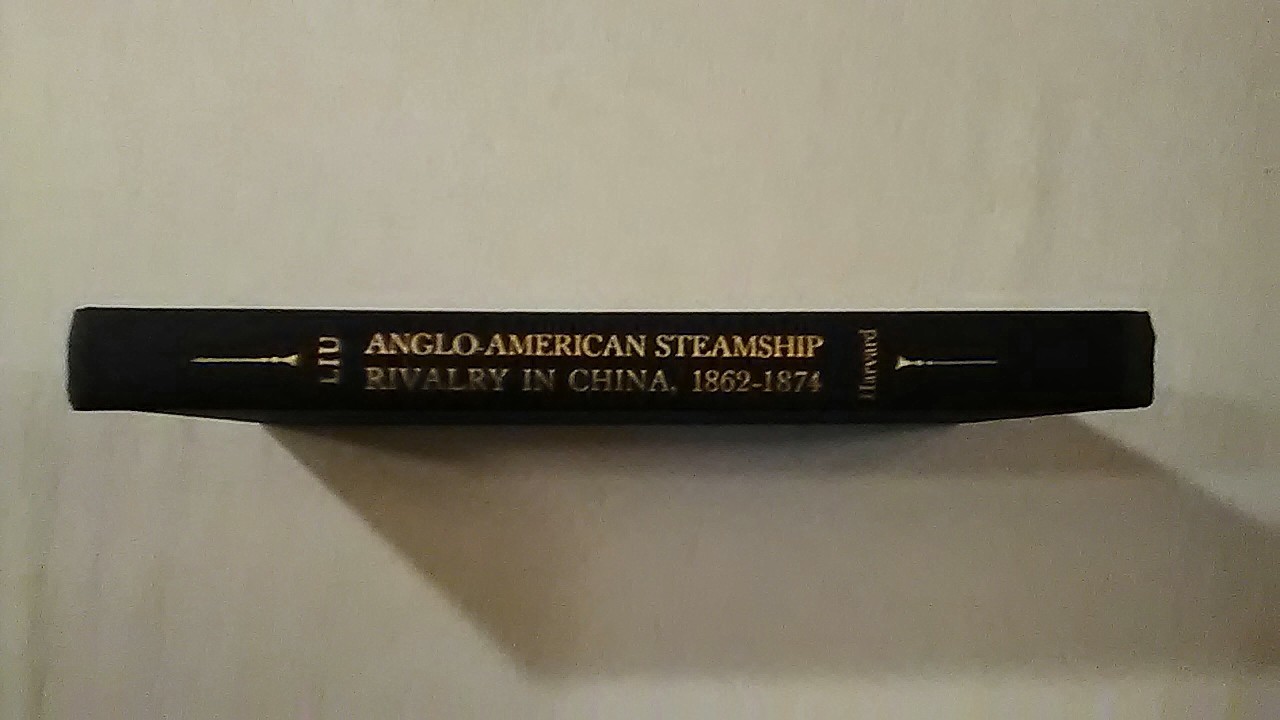 LIU
ANGLO-AMERICAN STEAMSHIP
RIVALRY IN CHINA, 1862-1874
Harvard